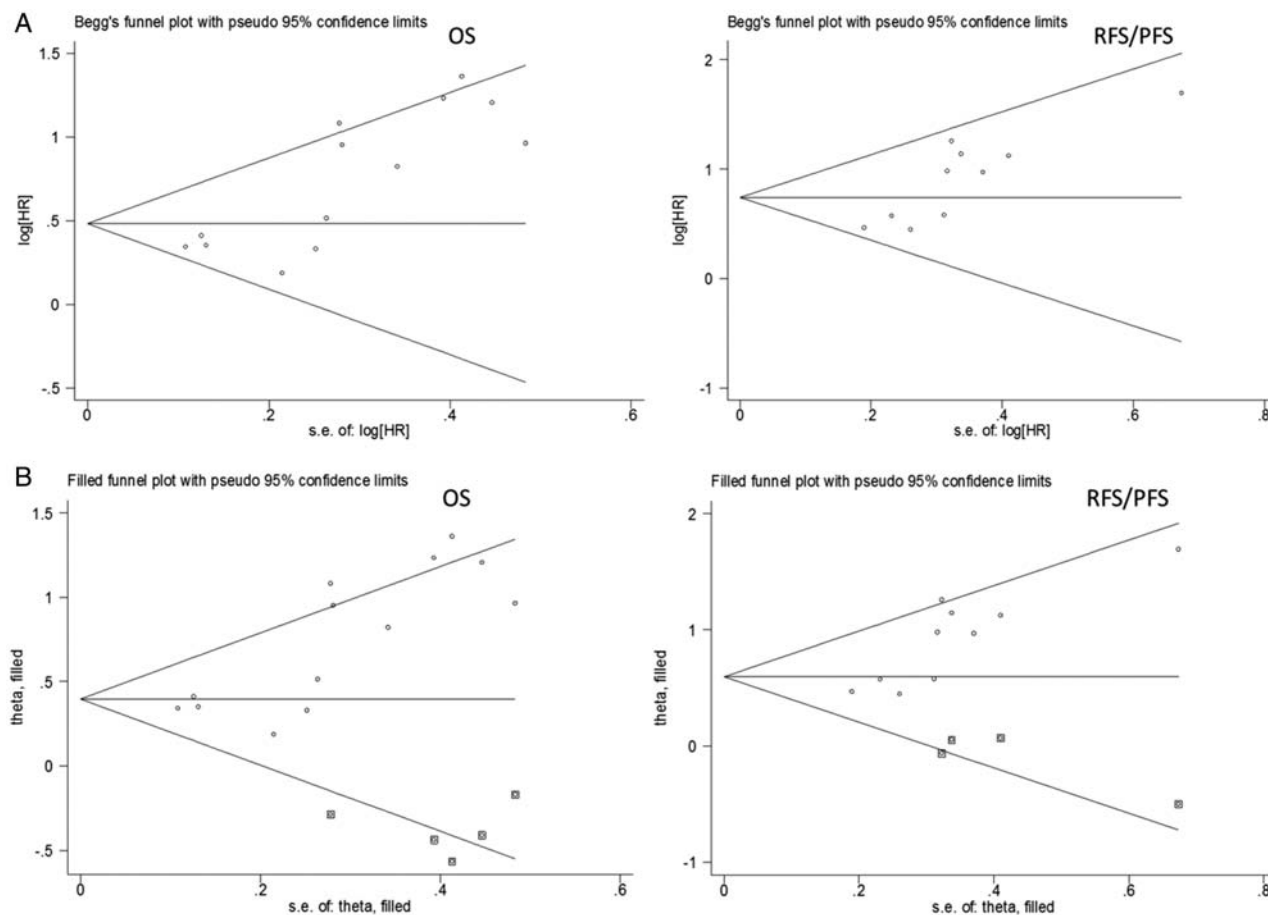 A
Begg's funnel plot with pseudo 95% confidence limits
OS
1.5
1
.5
0
-.5
log[HR]
0
.2
.4
.6
s.e. of: log[HR]
Begg's funnel plot with pseudo 95% confidence limits
RFS/PFS
2
1
0
-1
log[HR]
0
.2
.4
.6
.8
s.e. of: log[HR]
B
Filled funnel plot with pseudo 95% confidence limits
OS
1.5
1
.5
0
-.5
theta, filled
0
.2
.4
.6
s.e. of: theta, filled
Filled funnel plot with pseudo 95% confidence limits
RFS/PFS
2
1
0
-1
theta, filled
0
.2
.4
.6
.8
s.e. of: theta, filled